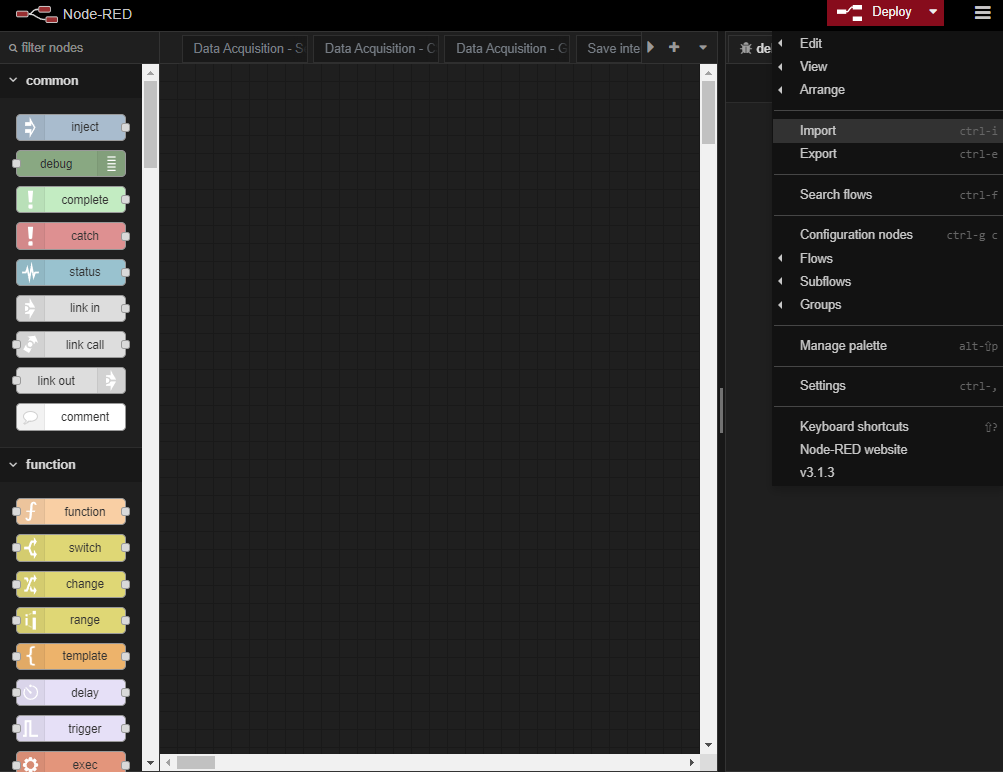 Node-RED
Deploy
filter nodes
Data Acquisition - S
Data Acquisition - C
Data Acquisition - G
Save inte
de
common
inject
debug
complete
catch
status
link in
link call
link out
comment
function
function
switch
change
range
template
delay
trigger
exec
Edit
View
Arrange
Import ctrl-i
Export ctrl-e
Search flows ctrl-f
Configuration nodes ctrl-g c
Flows
Subflows
Groups
Manage palette alt-⇧p
Settings ctrl-,
Keyboard shortcuts ⇧?
Node-RED website
v3.1.3